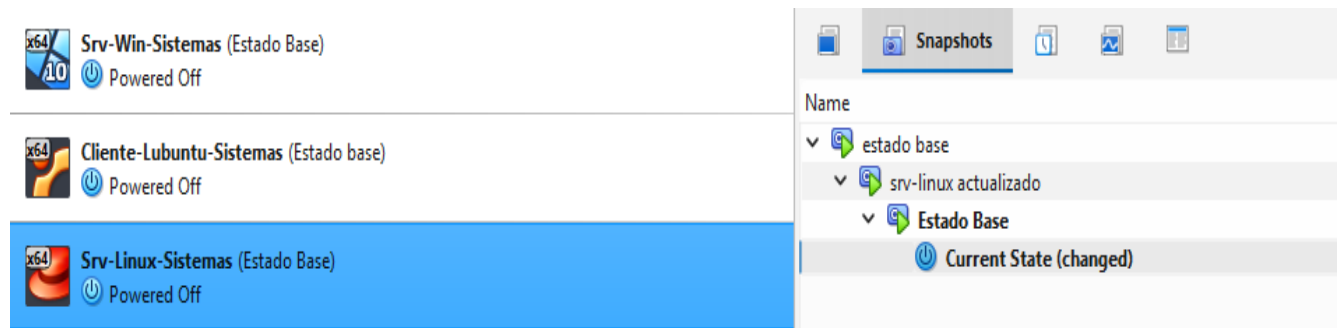 x64
10
Srv-Win-Sistemas (Estado Base)
Powered Off
x64
Cliente-Lubuntu-Sistemas (Estado base)
Powered Off
x64
Srv-Linux-Sistemas (Estado Base)
Powered Off
Snapshots
Name
estado base
srv-linux actualizado
Estado Base
Current State (changed)